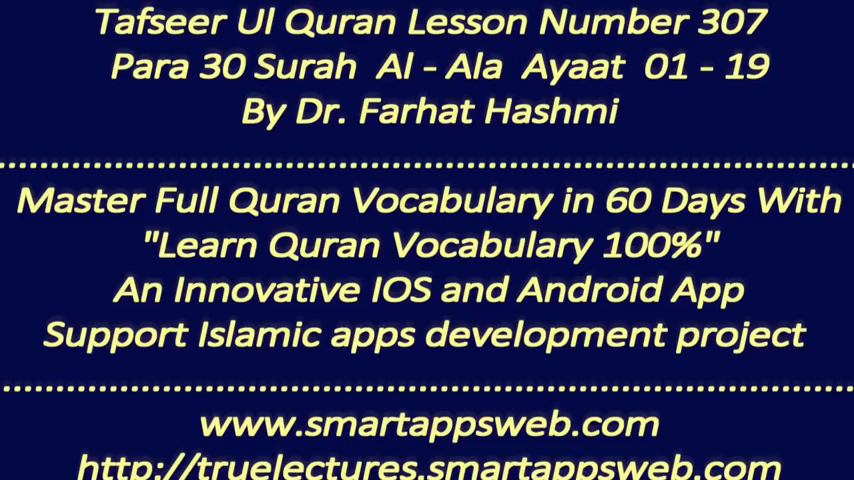 Tafseer Ul Quran Lesson Number 307
Para 30 Surah Al - Ala Ayaat 01 - 19
By Dr. Farhat Hashmi
Master Full Quran Vocabulary in 60 Days With
"Learn Quran Vocabulary 100%"
An Innovative IOS and Android App
Support Islamic apps development project
www.smartappsweb.com
http://truelectures.smartappsweb.com